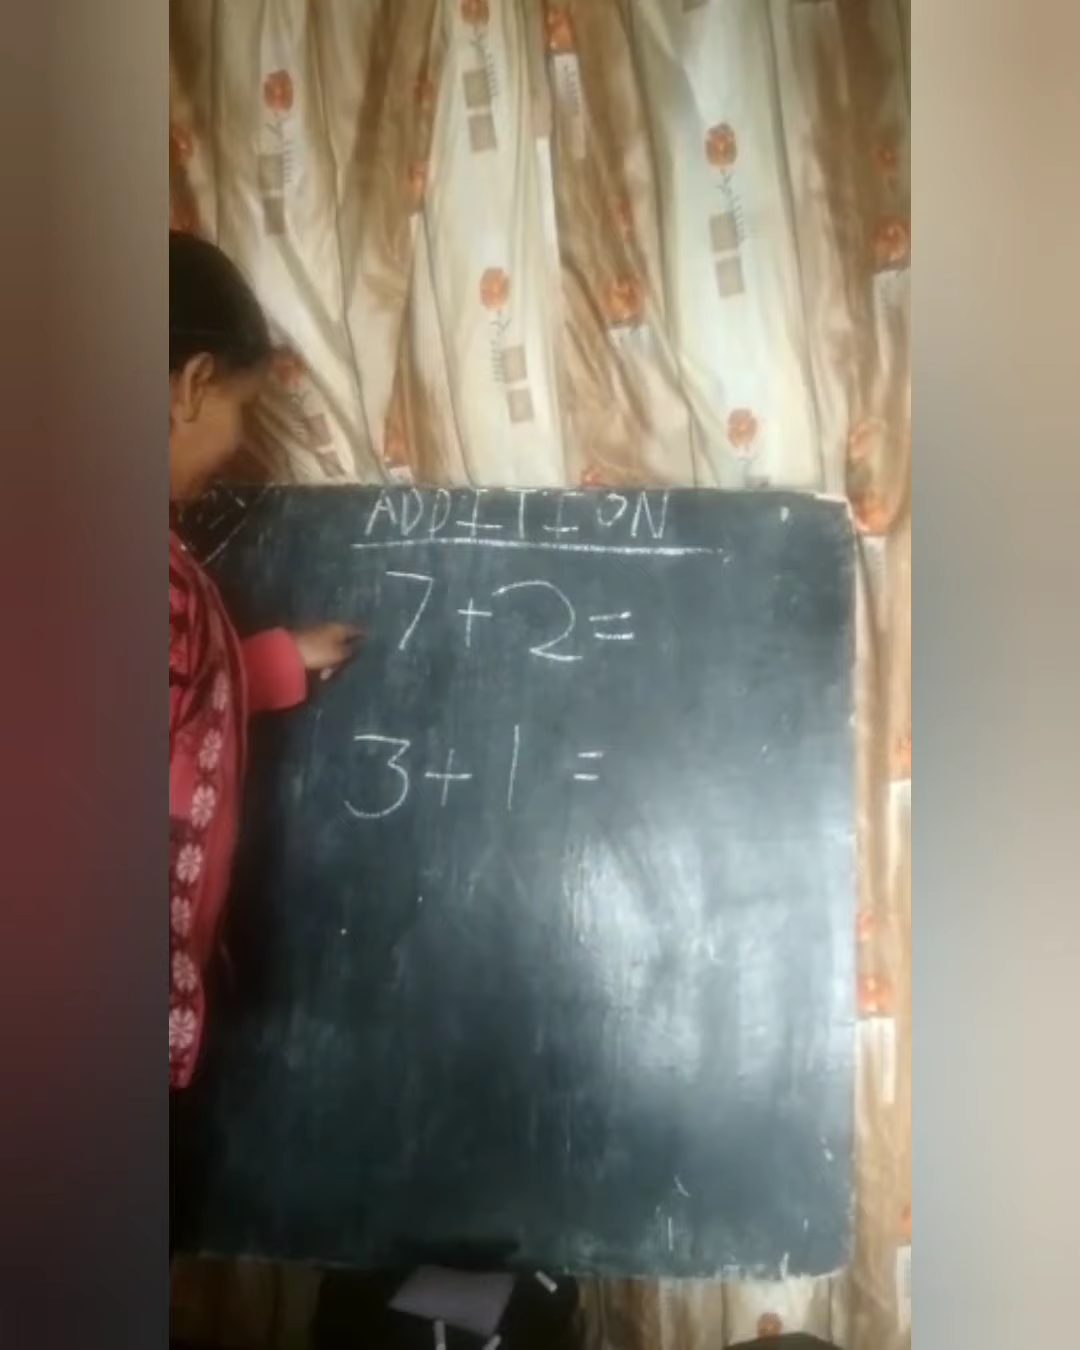 ADDITION
7+2=
3+1 =